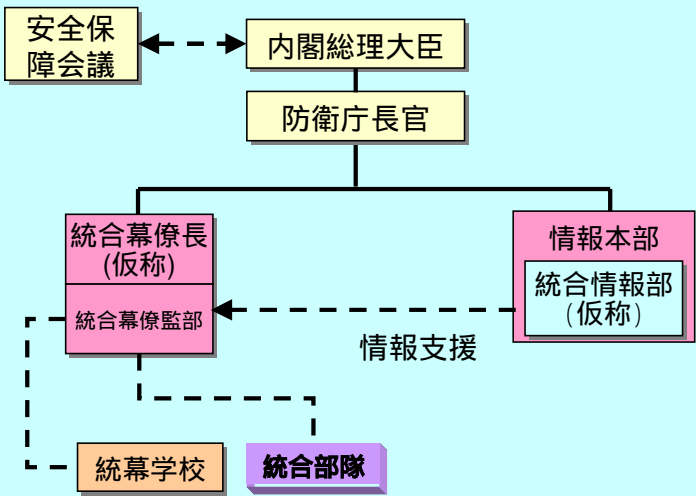 安全保
障会議
内閣総理大臣
防衛庁長官
統合幕僚長
(仮称)
統合幕僚監部
情報本部
統合情報部
(仮称)
情報支援
統幕学校
統合部隊